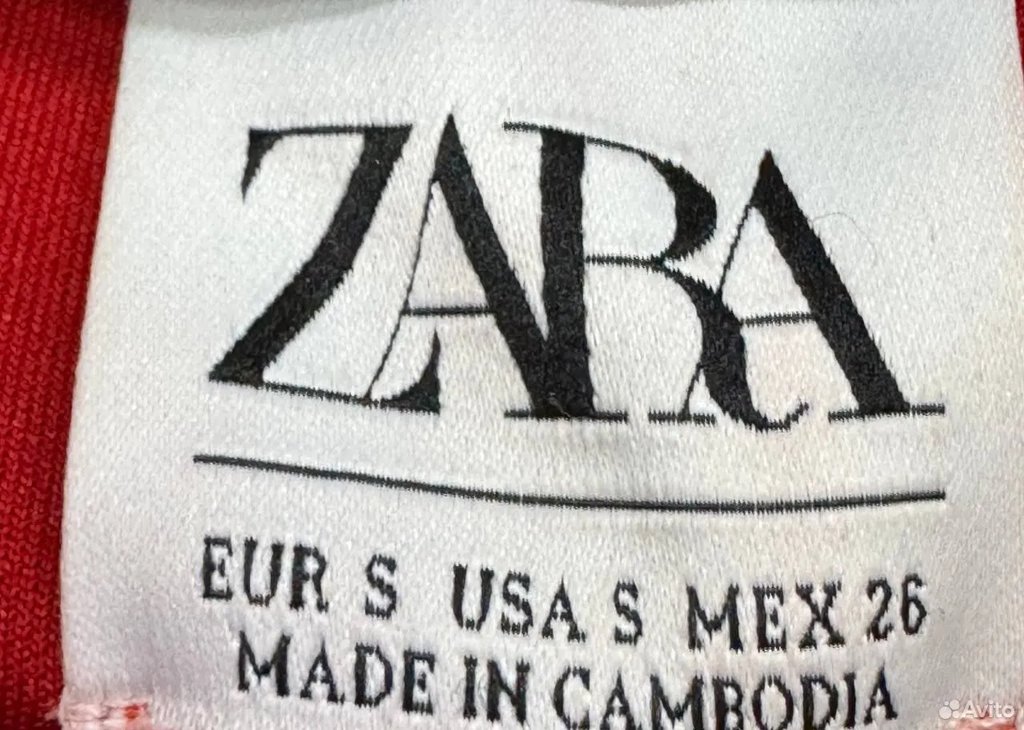 ZARA
EUR S USA S MEX 26
MADE IN CAMBODIA
Avito